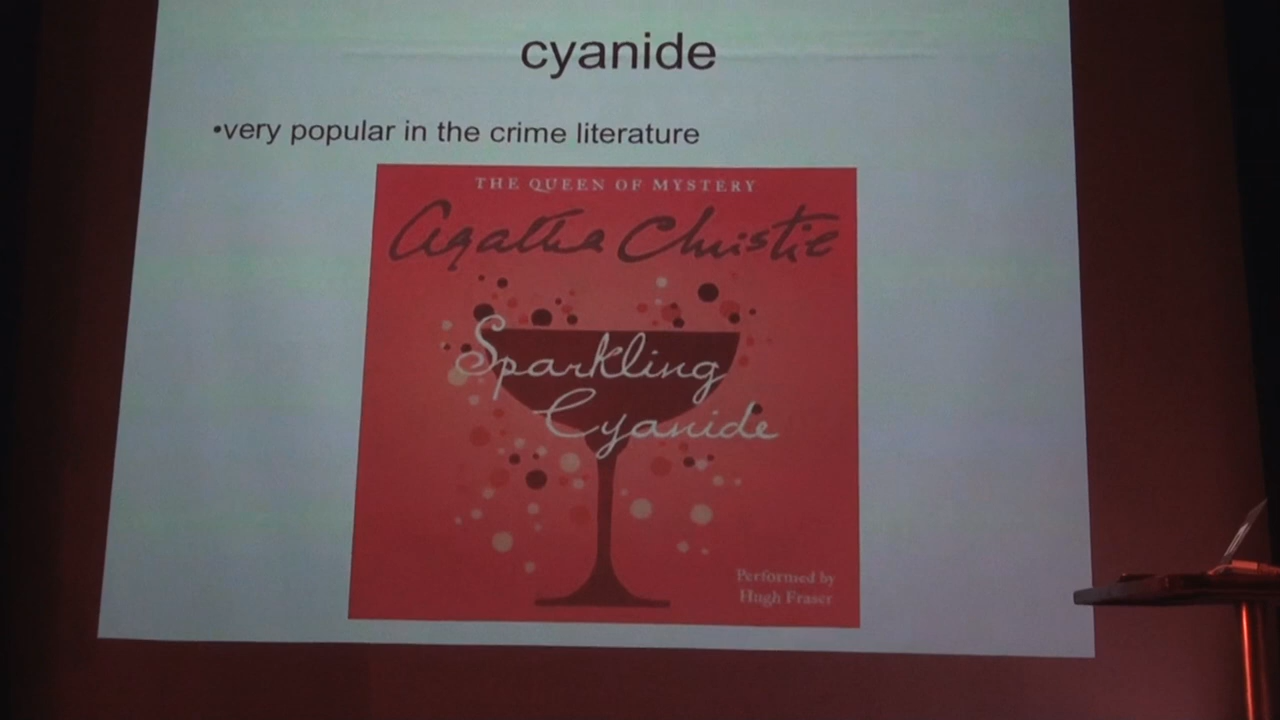 cyanide
•very popular in the crime literature
THE QUEEN OF MYSTERY
Agatha Christie
Sparkling
Cyanide
Performed by
Hugh Fraser